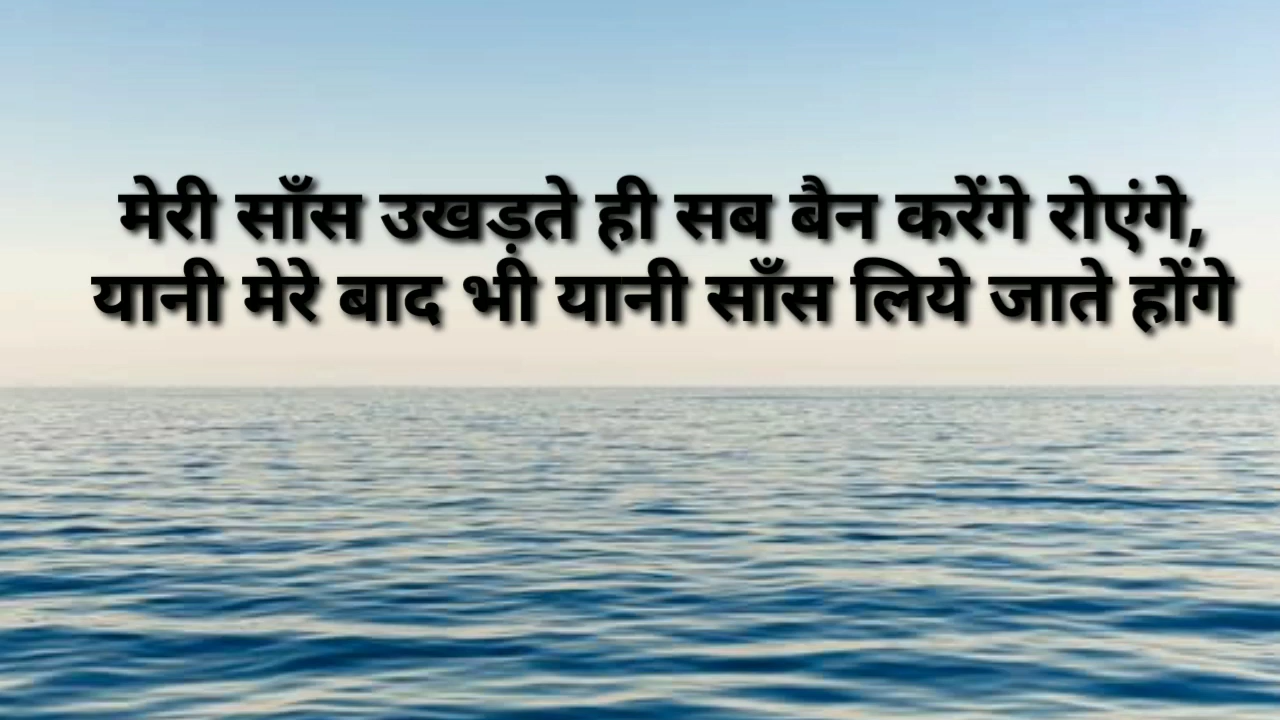 मेरी साँस उखड़ते ही सब बैन करेंगे रोएंगे,
यानी मेरे बाद भी यानी साँस लिये जाते होंगे